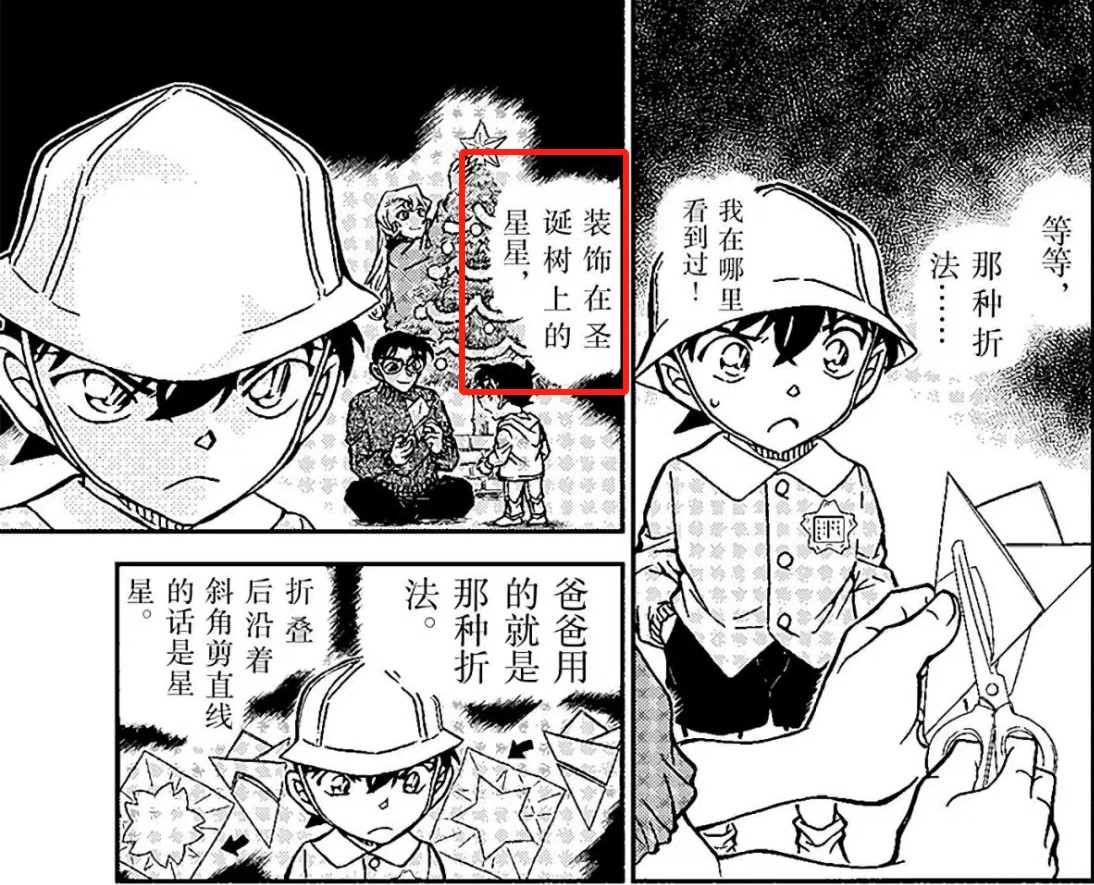 等等，
那种折
法……
我在哪里
看到过！
装饰在圣
诞树上的
星星，
爸爸用
的就是
那种折
法。
折叠
后沿着
斜角剪直线
的话是星
星。